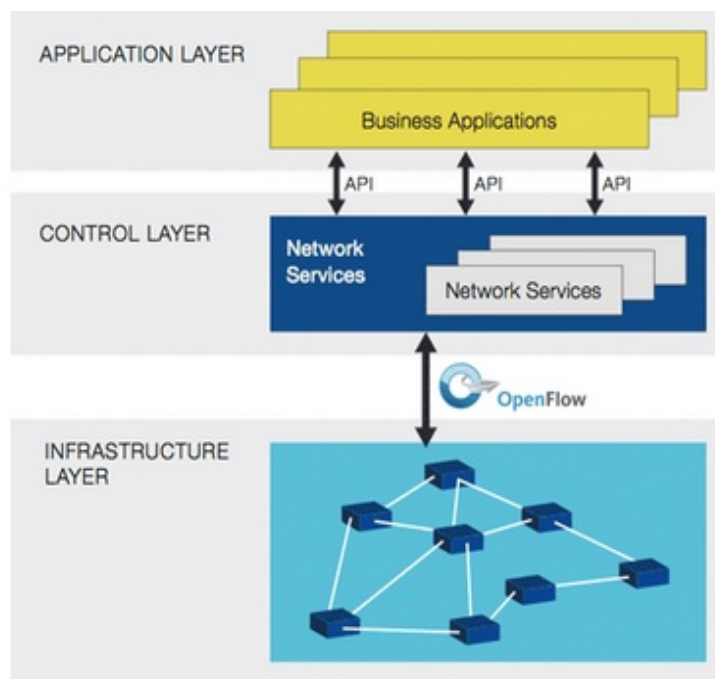 APPLICATION LAYER
Business Applications
API
API
API
CONTROL LAYER
Network
Services
Network Services
OpenFlow
INFRASTRUCTURE
LAYER